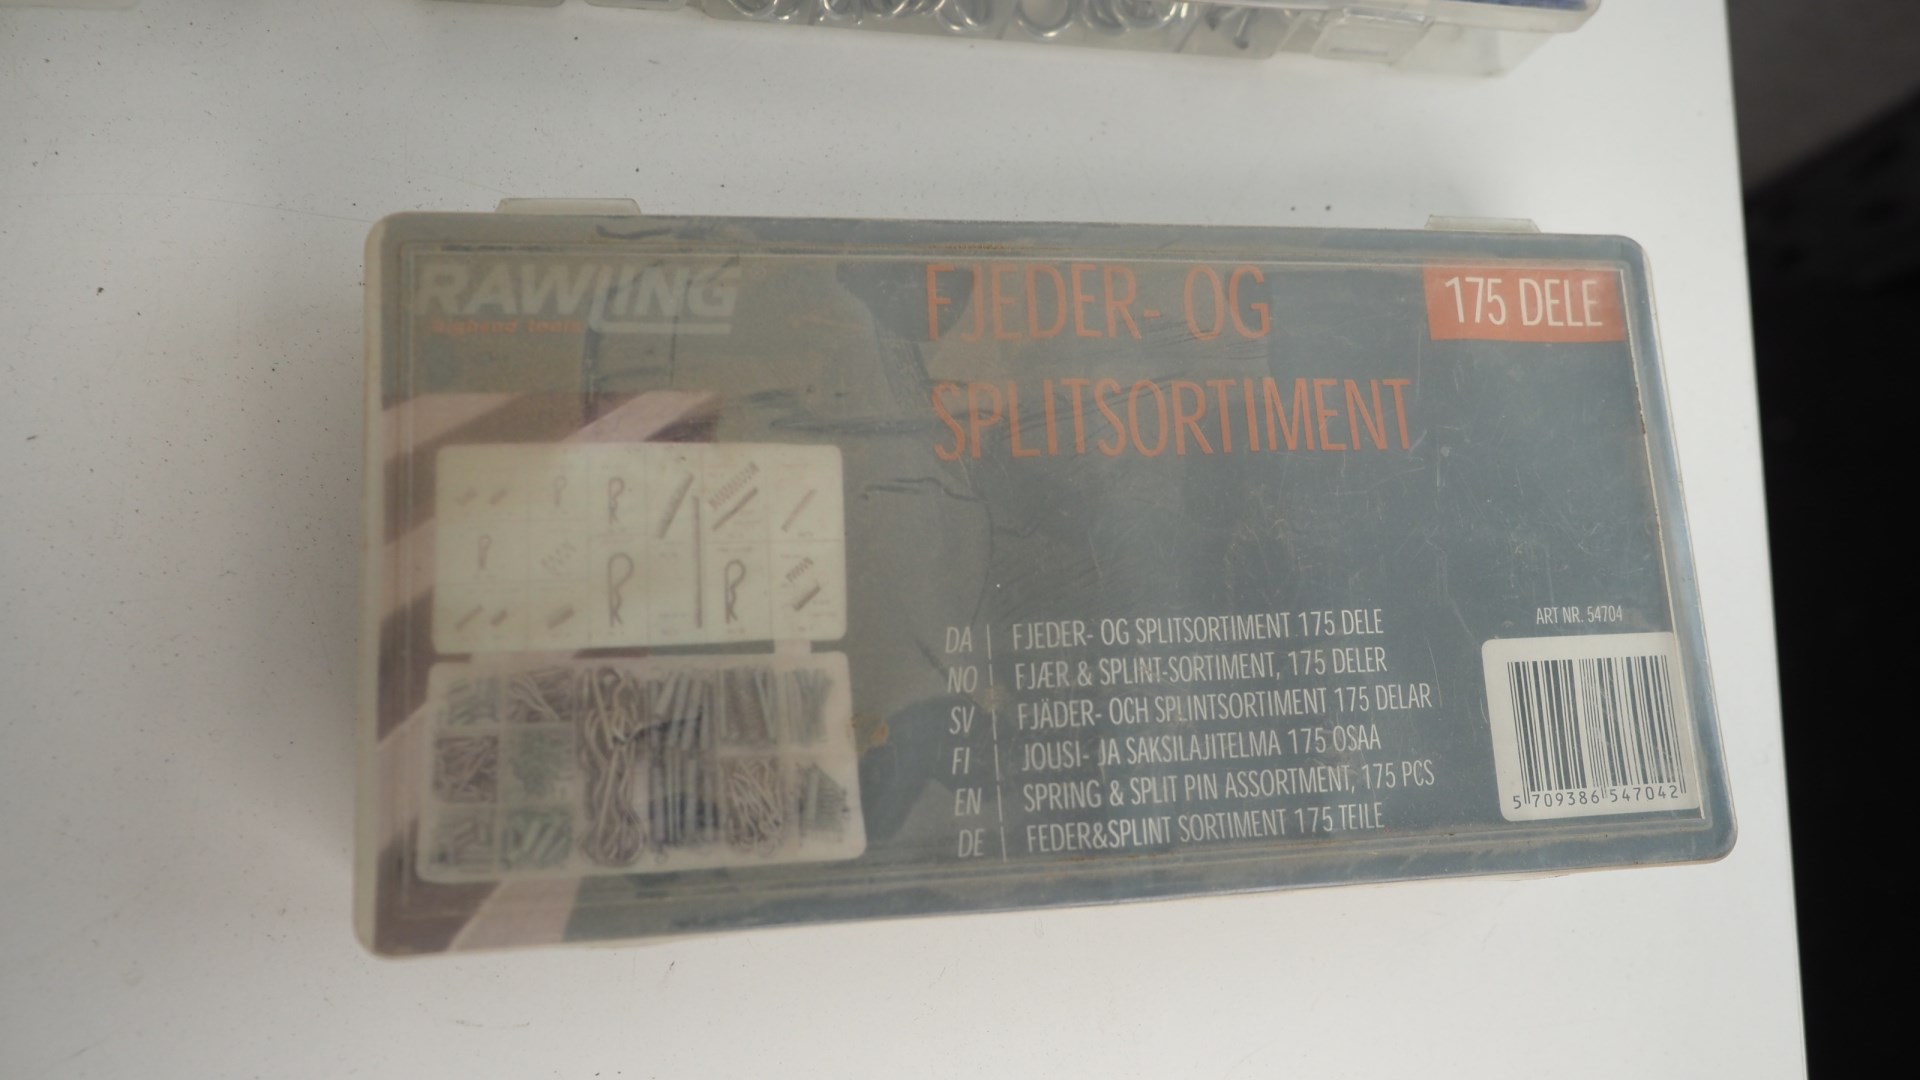 RAWLING
highend tools
FJEDER- OG
SPLITSORTIMENT
175 DELE
DA | FJEDER- OG SPLITSORTIMENT 175 DELE
NO | FJÆR & SPLINT-SORTIMENT, 175 DELER
SV | FJÄDER- OCH SPLINTSORTIMENT 175 DELAR
FI | JOUSI- JA SAKSILAJITELMA 175 OSAA
EN | SPRING & SPLIT PIN ASSORTMENT, 175 PCS
DE | FEDER&SPLINT SORTIMENT 175 TEILE
ART NR. 54704
5 709386 547042